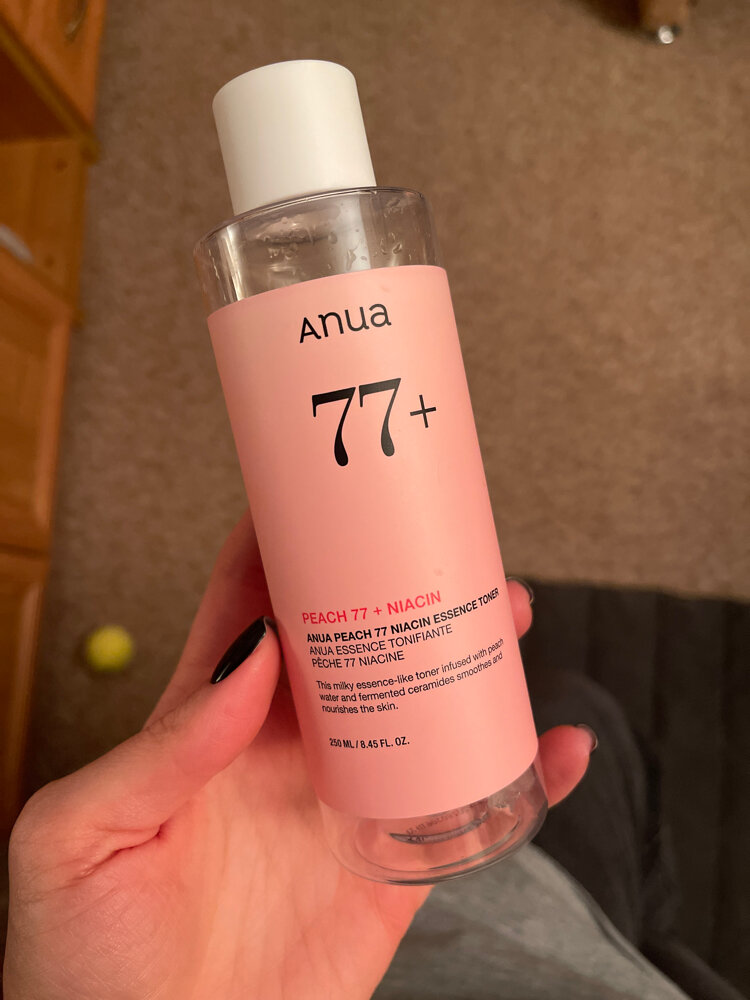 Anua
77+
PEACH 77 + NIACIN
ANUA PEACH 77 NIACIN ESSENCE TONER
ANUA ESSENCE TONIFIANTE
PÊCHE 77 NIACINE
This milky essence-like toner infused with peach
water and fermented ceramides smoothes and
nourishes the skin.
250 ML / 8.45 FL. OZ.